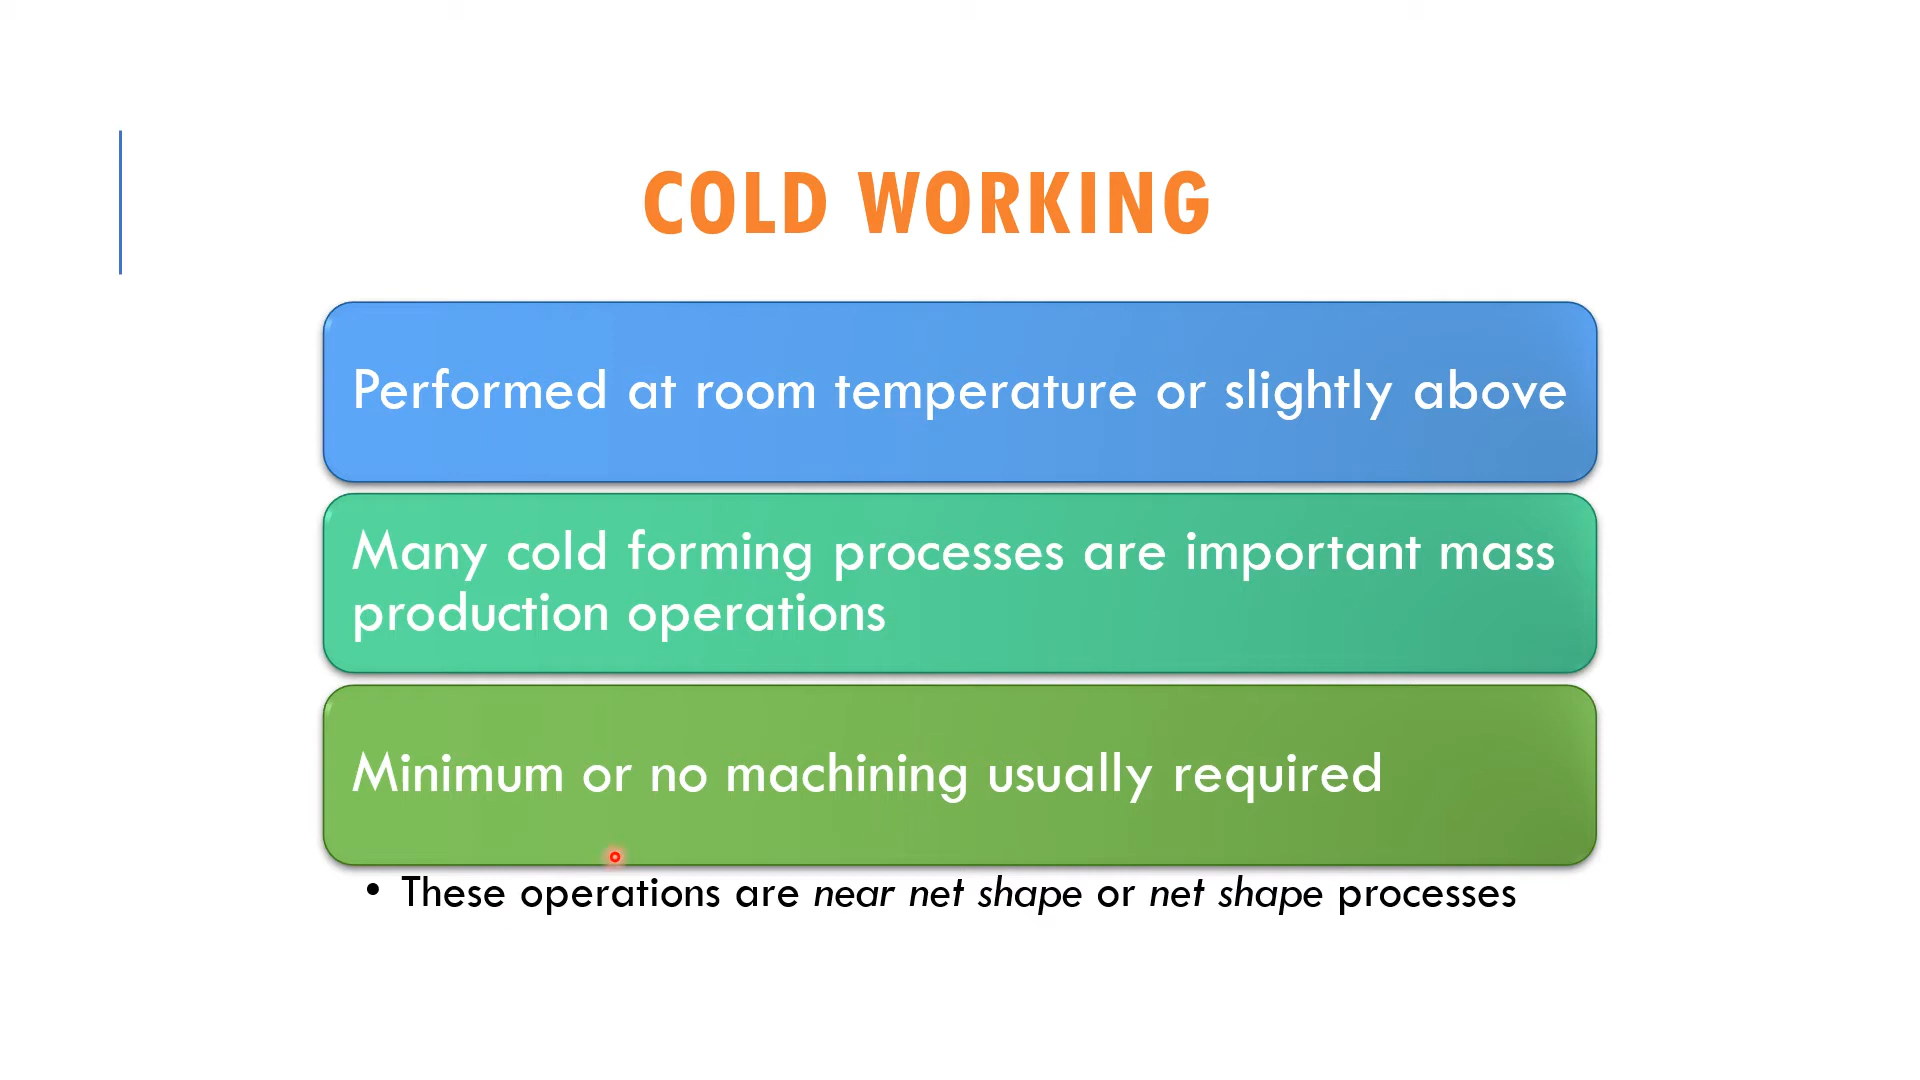 COLD WORKING
Performed at room temperature or slightly above
Many cold forming processes are important mass
production operations
Minimum or no machining usually required
• These operations are near net shape or net shape processes